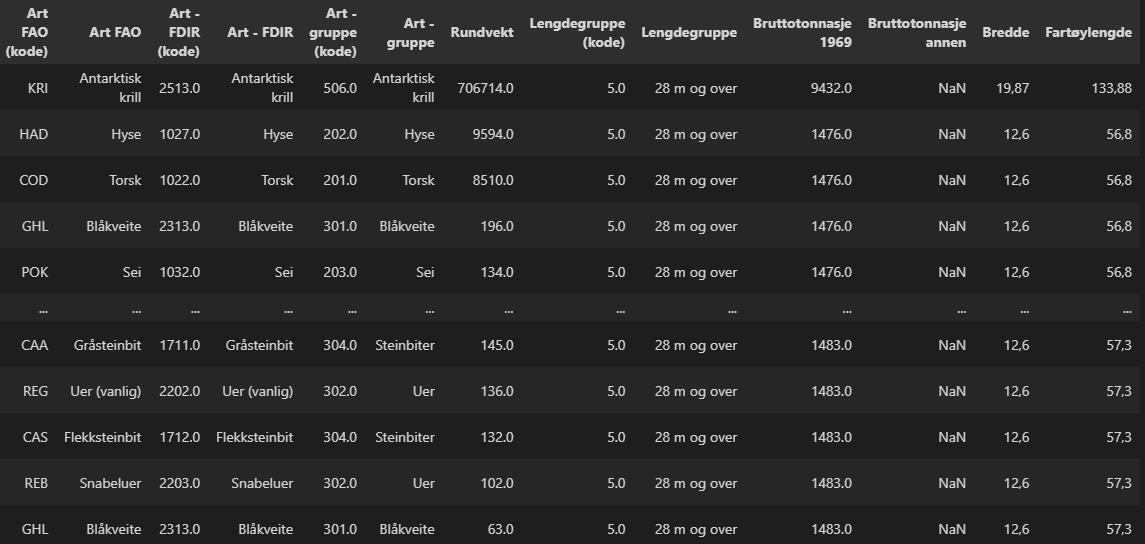 Art FAO (kode) Art FAO Art - FDIR (kode) Art - FDIR Art - gruppe (kode) Art - gruppe Rundvekt Lengdegruppe (kode) Lengdegruppe Bruttotonnasje 1969 Bruttotonnasje annen Bredde Fartøylengde
KRI Antarktisk krill 2513.0 Antarktisk krill 506.0 Antarktisk krill 706714.0 5.0 28 m og over 9432.0 NaN 19,87 133,88
HAD Hyse 1027.0 Hyse 202.0 Hyse 9594.0 5.0 28 m og over 1476.0 NaN 12,6 56,8
COD Torsk 1022.0 Torsk 201.0 Torsk 8510.0 5.0 28 m og over 1476.0 NaN 12,6 56,8
GHL Blåkveite 2313.0 Blåkveite 301.0 Blåkveite 196.0 5.0 28 m og over 1476.0 NaN 12,6 56,8
POK Sei 1032.0 Sei 203.0 Sei 134.0 5.0 28 m og over 1476.0 NaN 12,6 56,8
... ... ... ... ... ... ... ... ... ... ... ... ...
CAA Gråsteinbit 1711.0 Gråsteinbit 304.0 Steinbiter 145.0 5.0 28 m og over 1483.0 NaN 12,6 57,3
REG Uer (vanlig) 2202.0 Uer (vanlig) 302.0 Uer 136.0 5.0 28 m og over 1483.0 NaN 12,6 57,3
CAS Flekksteinbit 1712.0 Flekksteinbit 304.0 Steinbiter 132.0 5.0 28 m og over 1483.0 NaN 12,6 57,3
REB Snabeluer 2203.0 Snabeluer 302.0 Uer 102.0 5.0 28 m og over 1483.0 NaN 12,6 57,3
GHL Blåkveite 2313.0 Blåkveite 301.0 Blåkveite 63.0 5.0 28 m og over 1483.0 NaN 12,6 57,3